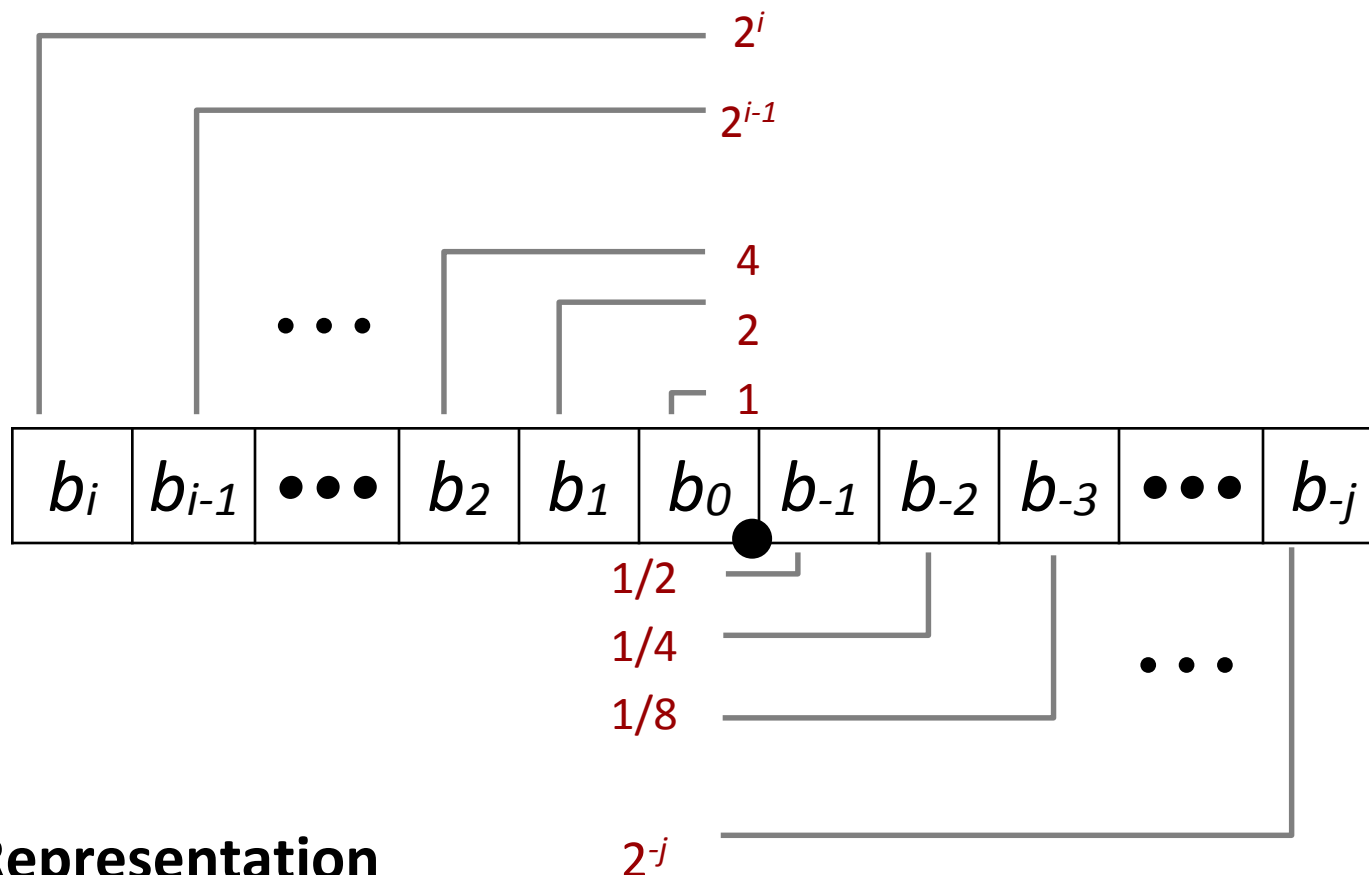 2^i
2^{i-1}
4
2
1
• • •
b_i b_{i-1} ••• b_2 b_1 b_0 . b_{-1} b_{-2} b_{-3} ••• b_{-j}
1/2
1/4
1/8
• • •
2^{-j}
Representation